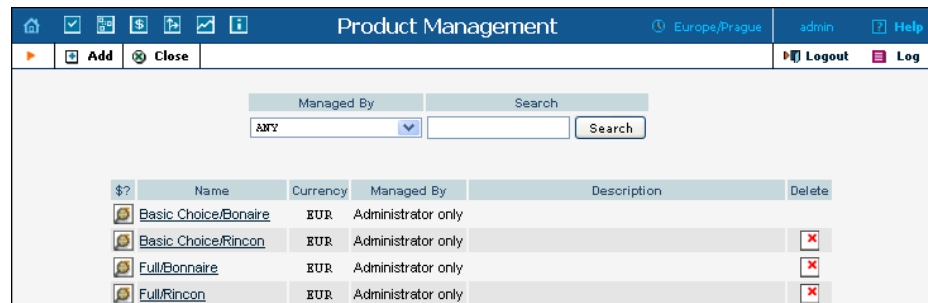 Product Management Europe/Prague admin ? Help
Add Close Logout Log
Managed By Search
ANY Search
$? Name Currency Managed By Description Delete
Basic Choice/Bonaire EUR Administrator only
Basic Choice/Rincon EUR Administrator only
Full/Bonnaire EUR Administrator only
Full/Rincon EUR Administrator only